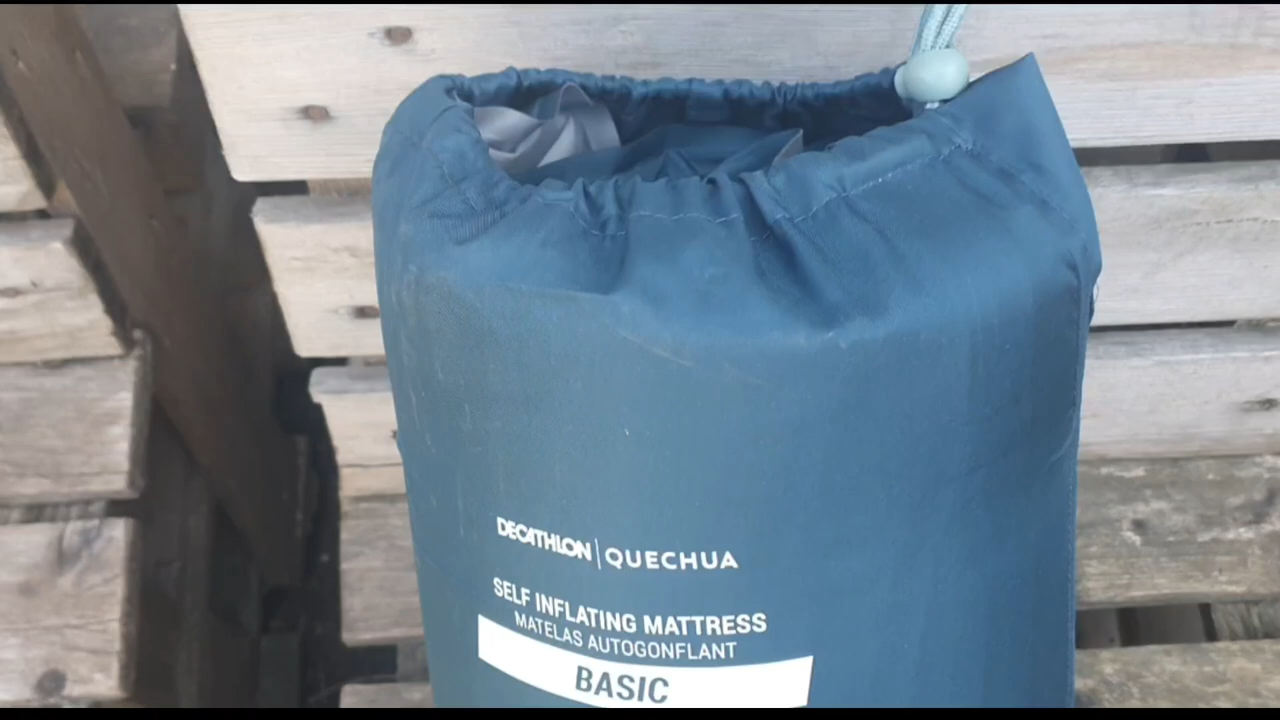 DECATHLON | QUECHUA
SELF INFLATING MATTRESS
MATELAS AUTOGONFLANT
BASIC